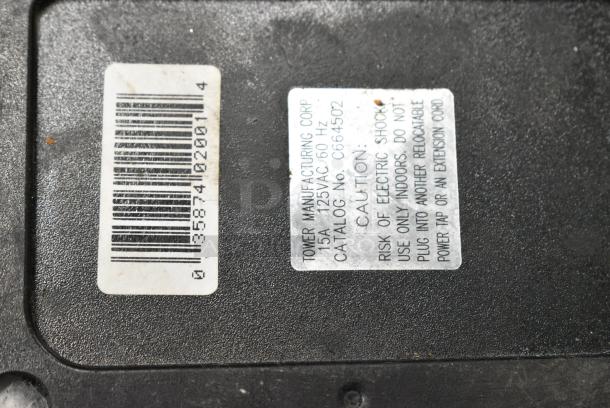 0 35874 02001 4
TOWER MANUFACTURING CORP
15A 125VAC 60 Hz
CATALOG No. C664502
CAUTION:
RISK OF ELECTRIC SHOCK
USE ONLY INDOORS. DO NOT
PLUG INTO ANOTHER RELOCATABLE
POWER TAP OR AN EXTENSION CORD